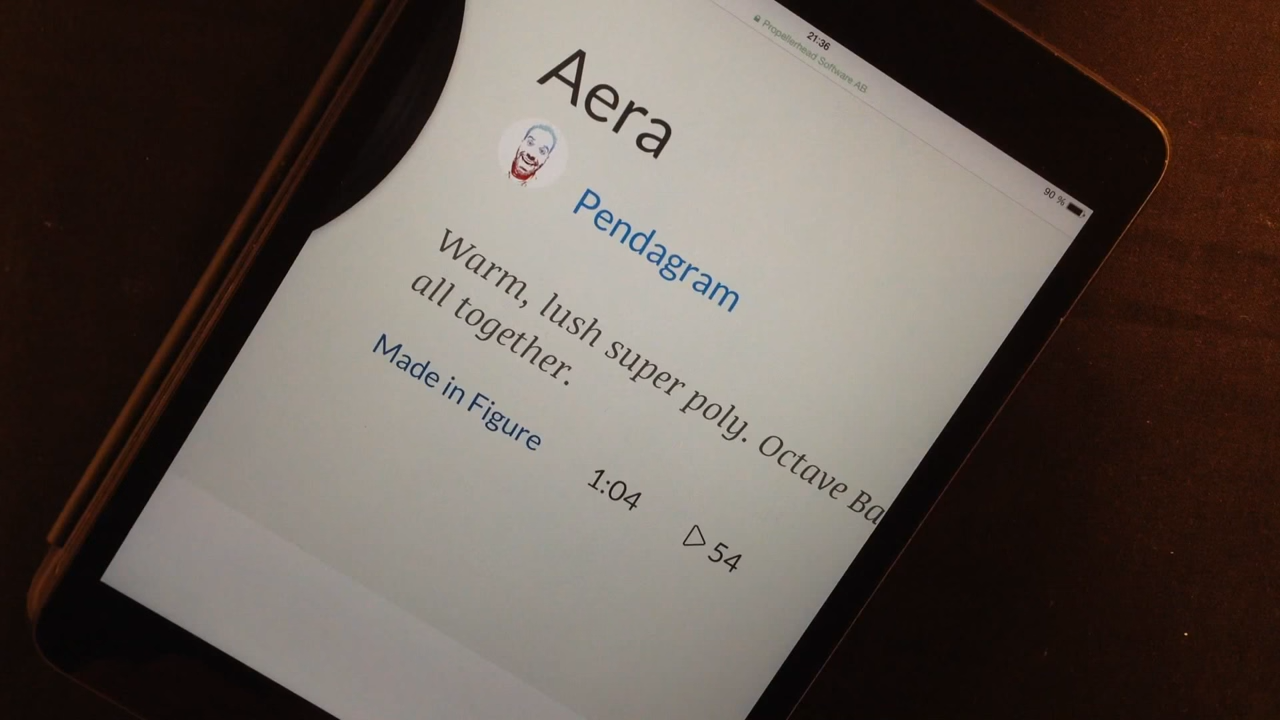 21:36
Propellerhead Software AB
90 %
Aera
Pendagram
Warm, lush super poly. Octave Ba
all together.
Made in Figure
1:04
54